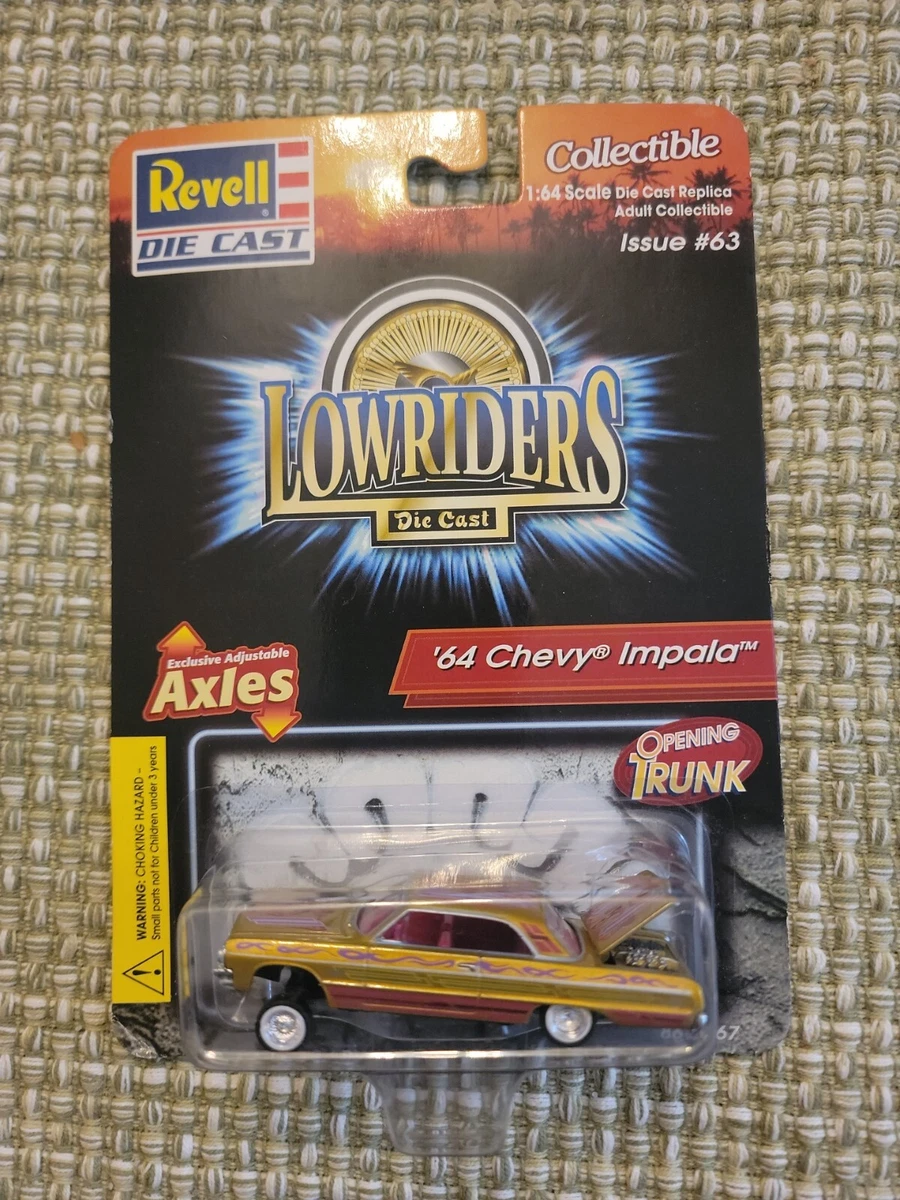 Revell®
DIE CAST
Collectible
1:64 Scale Die Cast Replica
Adult Collectible
Issue #63
LOWRIDERS
Die Cast
'64 Chevy® Impala™
Exclusive Adjustable
Axles
OPENING
TRUNK
WARNING: CHOKING HAZARD –
Small parts not for Children under 3 years
67